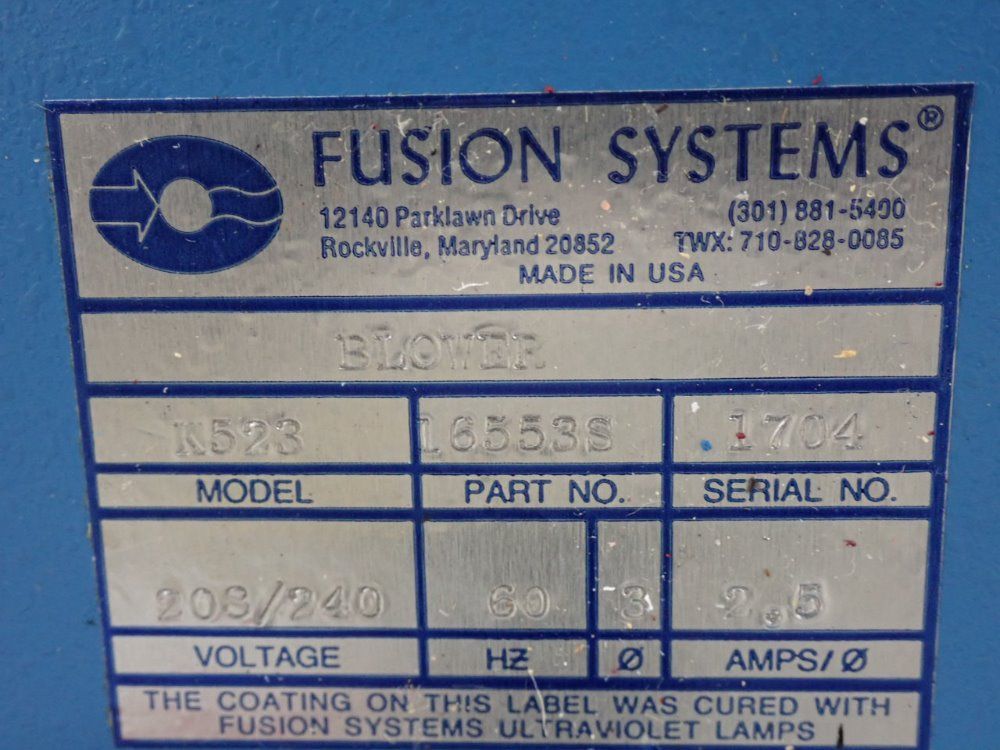 FUSION SYSTEMS®
12140 Parklawn Drive (301) 881-5400
Rockville, Maryland 20852 TWX: 710-828-0085
MADE IN USA
BLOWER
K523 16553S 1704
MODEL PART NO. SERIAL NO.
208/240 60 3 2.5
VOLTAGE HZ Ø AMPS/Ø
THE COATING ON THIS LABEL WAS CURED WITH
FUSION SYSTEMS ULTRAVIOLET LAMPS